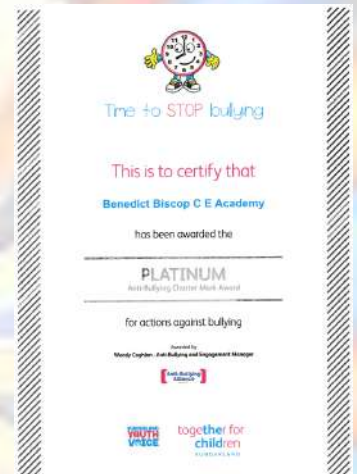 Time to STOP bullying
This is to certify that
Benedict Biscop C E Academy
has been awarded the
PLATINUM
Anti-Bullying Charter Mark Award
for actions against bullying
Awarded by
Wendy Coghlan - Anti Bullying and Engagement Manager
Anti-Bullying
Alliance
YOUTH
VOICE
together for
children
SUNDERLAND